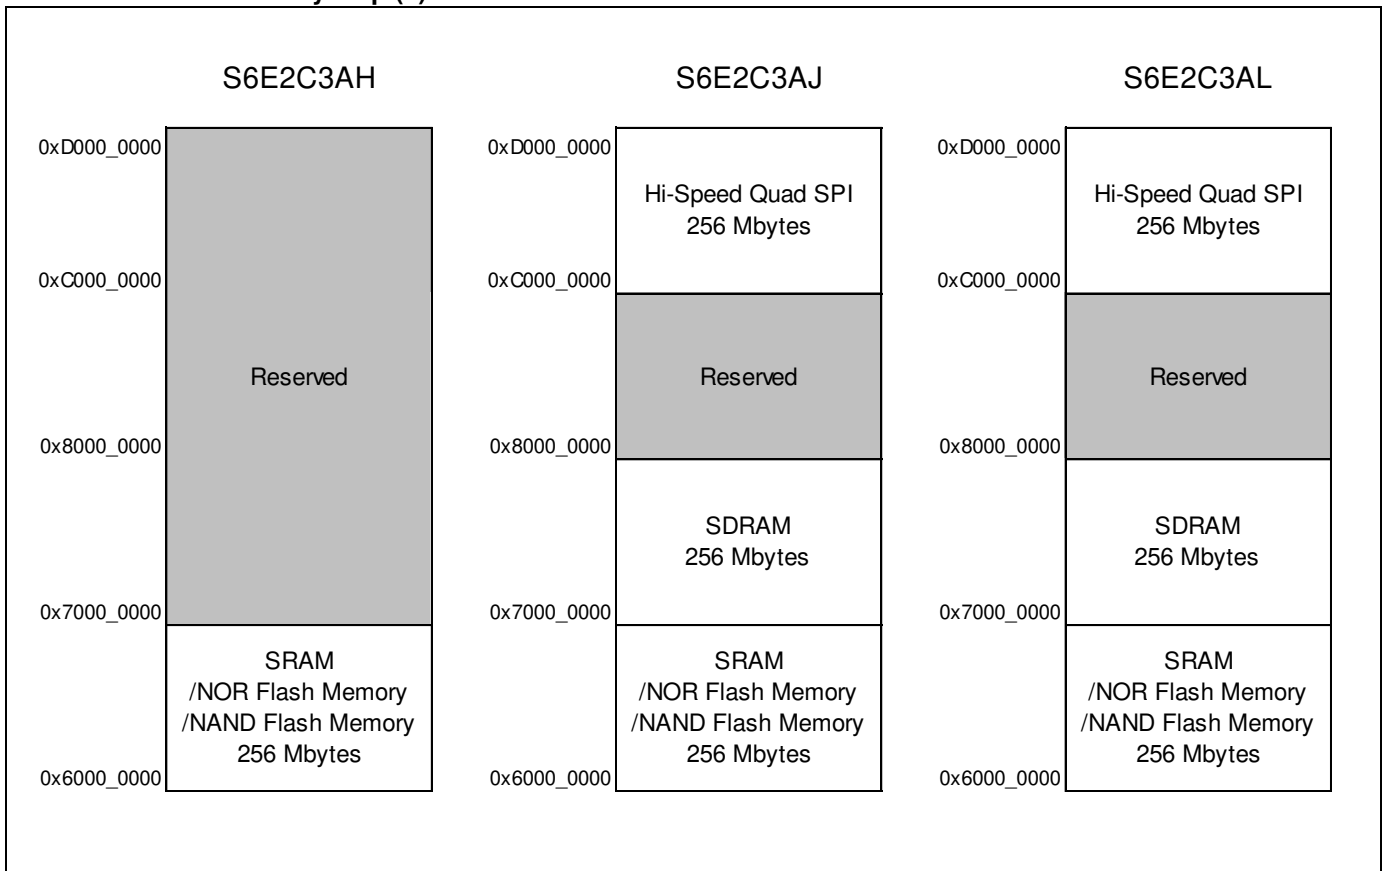 S6E2C3AH
S6E2C3AJ
S6E2C3AL
0xD000_0000
0xC000_0000
Reserved
0x8000_0000
0x7000_0000
SRAM
/NOR Flash Memory
/NAND Flash Memory
256 Mbytes
0x6000_0000
0xD000_0000
Hi-Speed Quad SPI
256 Mbytes
0xC000_0000
Reserved
0x8000_0000
SDRAM
256 Mbytes
0x7000_0000
SRAM
/NOR Flash Memory
/NAND Flash Memory
256 Mbytes
0x6000_0000
0xD000_0000
Hi-Speed Quad SPI
256 Mbytes
0xC000_0000
Reserved
0x8000_0000
SDRAM
256 Mbytes
0x7000_0000
SRAM
/NOR Flash Memory
/NAND Flash Memory
256 Mbytes
0x6000_0000